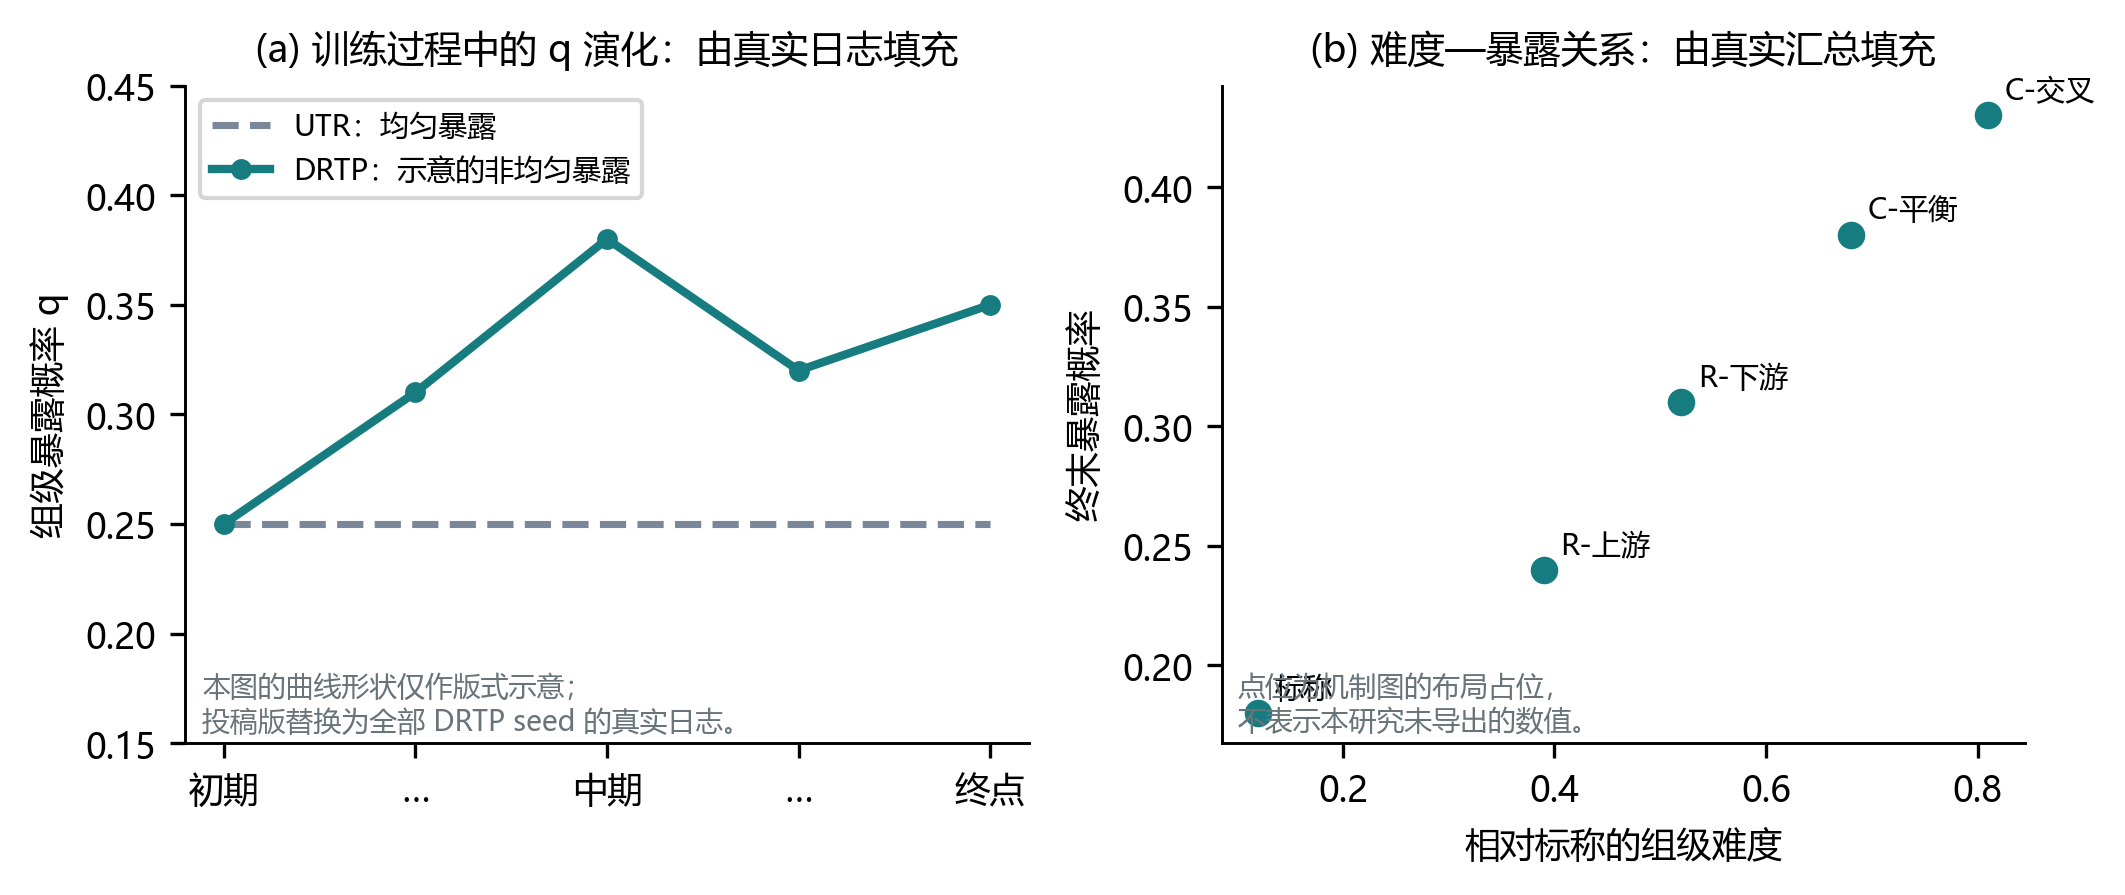 (a) 训练过程中的 q 演化：由真实日志填充
0.45
0.40
0.35
0.30
0.25
0.20
0.15
组级暴露概率 q
UTR：均匀暴露
DRTP：示意的非均匀暴露
本图的曲线形状仅作版式示意；
投稿版替换为全部 DRTP seed 的真实日志。
初期
...
中期
...
终点
(b) 难度—暴露关系：由真实汇总填充
0.40
0.35
0.30
0.25
0.20
终末暴露概率
C-交叉
C-平衡
R-下游
R-上游
标称
点位为机制图的布局占位，
不表示本研究未导出的数值。
0.2
0.4
0.6
0.8
相对标称的组级难度